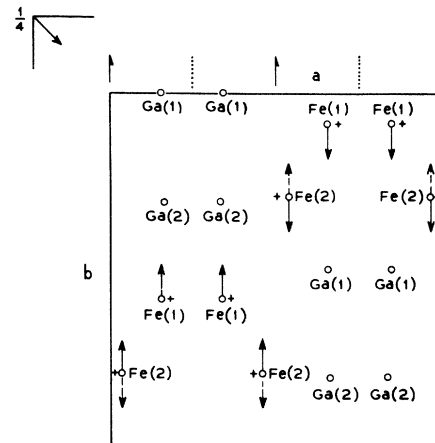 1/4
a
Ga(1) Ga(1) Fe(1) Fe(1)
+ +
+ Fe(2) Fe(2)
Ga(2) Ga(2)
b
Ga(1) Ga(1)
+ +
Fe(1) Fe(1)
+ Fe(2) + Fe(2)
Ga(2) Ga(2)